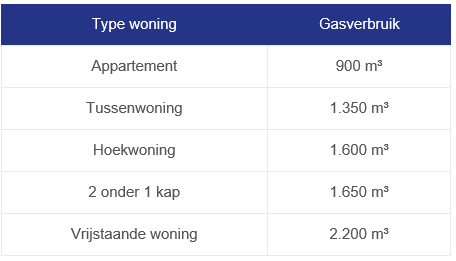 Type woning Gasverbruik
Appartement 900 m³
Tussenwoning 1.350 m³
Hoekwoning 1.600 m³
2 onder 1 kap 1.650 m³
Vrijstaande woning 2.200 m³